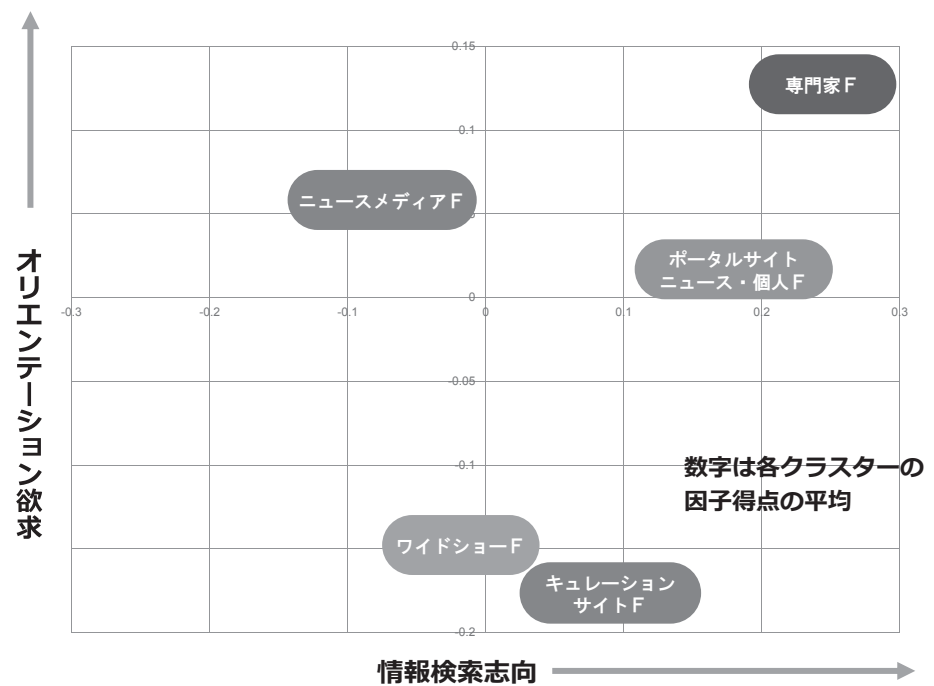 0.15
専門家F
0.1
ニュースメディアF
ポータルサイト
ニュース・個人F
0
-0.3
-0.2
-0.1
0
0.1
0.2
0.3
オリエンテーション欲求
-0.05
-0.1
数字は各クラスターの
因子得点の平均
ワイドショーF
キュレーション
サイトF
-0.2
情報検索志向